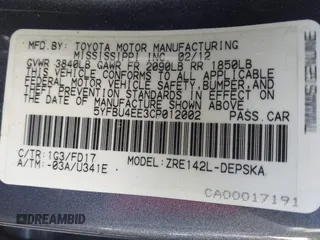 MFD.BY: TOYOTA MOTOR MANUFACTURING
MISSISSIPPI INC. 02/12
GVWR 3840LB GAWR FR 2090LB RR 1850LB
THIS VEHICLE CONFORMS TO ALL APPLICABLE
FEDERAL MOTOR VEHICLE SAFETY, BUMPER, AND
THEFT PREVENTION STANDARDS IN EFFECT ON
THE DATE OF MANUFACTURE SHOWN ABOVE.
5YFBU4EE3CP012002 PASS.CAR
C/TR:1G3/FD17 MODEL:ZRE142L-DEPSKA
A/TM:-03A/U341E
CA00017191
DREAMBID